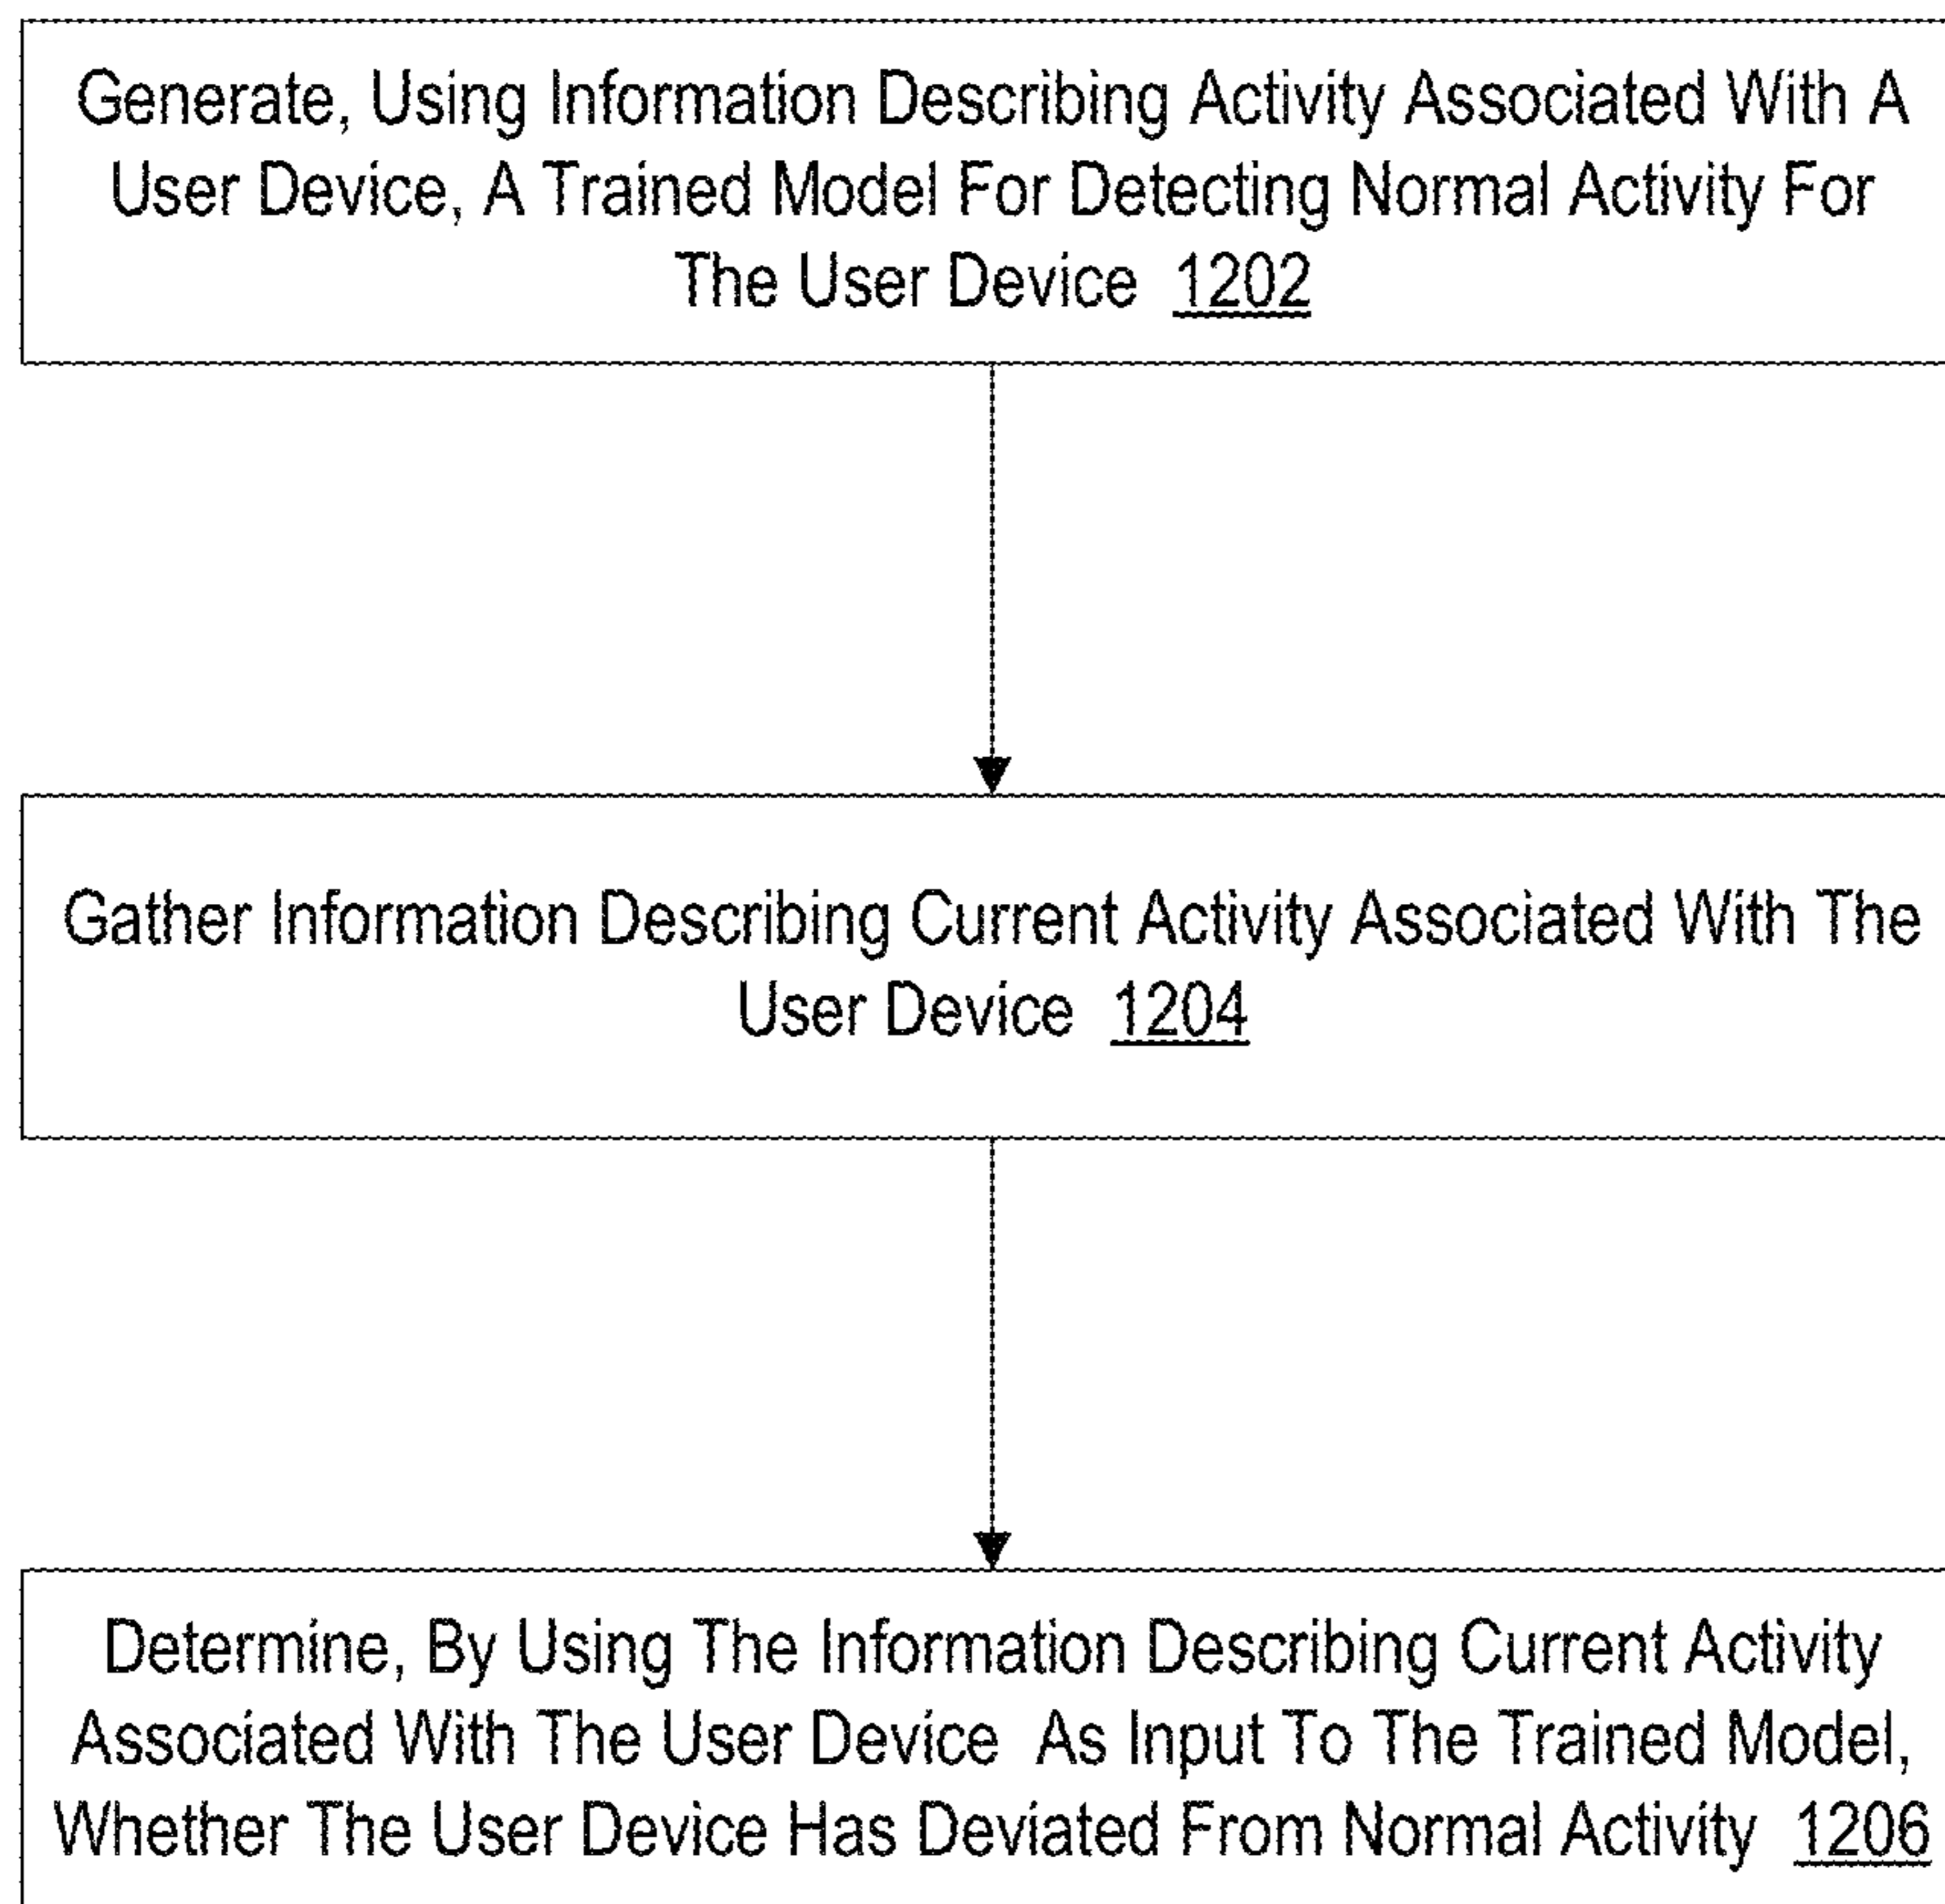 Generate, Using Information Describing Activity Associated With A
User Device, A Trained Model For Detecting Normal Activity For
The User Device 1202
Gather Information Describing Current Activity Associated With The
User Device 1204
Determine, By Using The Information Describing Current Activity
Associated With The User Device As Input To The Trained Model,
Whether The User Device Has Deviated From Normal Activity 1206